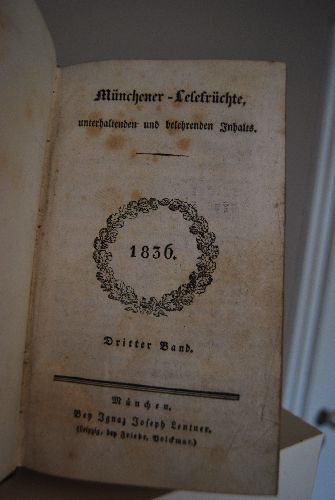 Münchener-Lesefrüchte,
unterhaltenden und belehrenden Inhalts.
1836.
Dritter Band.
München.
Bey Ignaz Joseph Lentner.
(Leipzig, bey Friedr. Volckmar.)